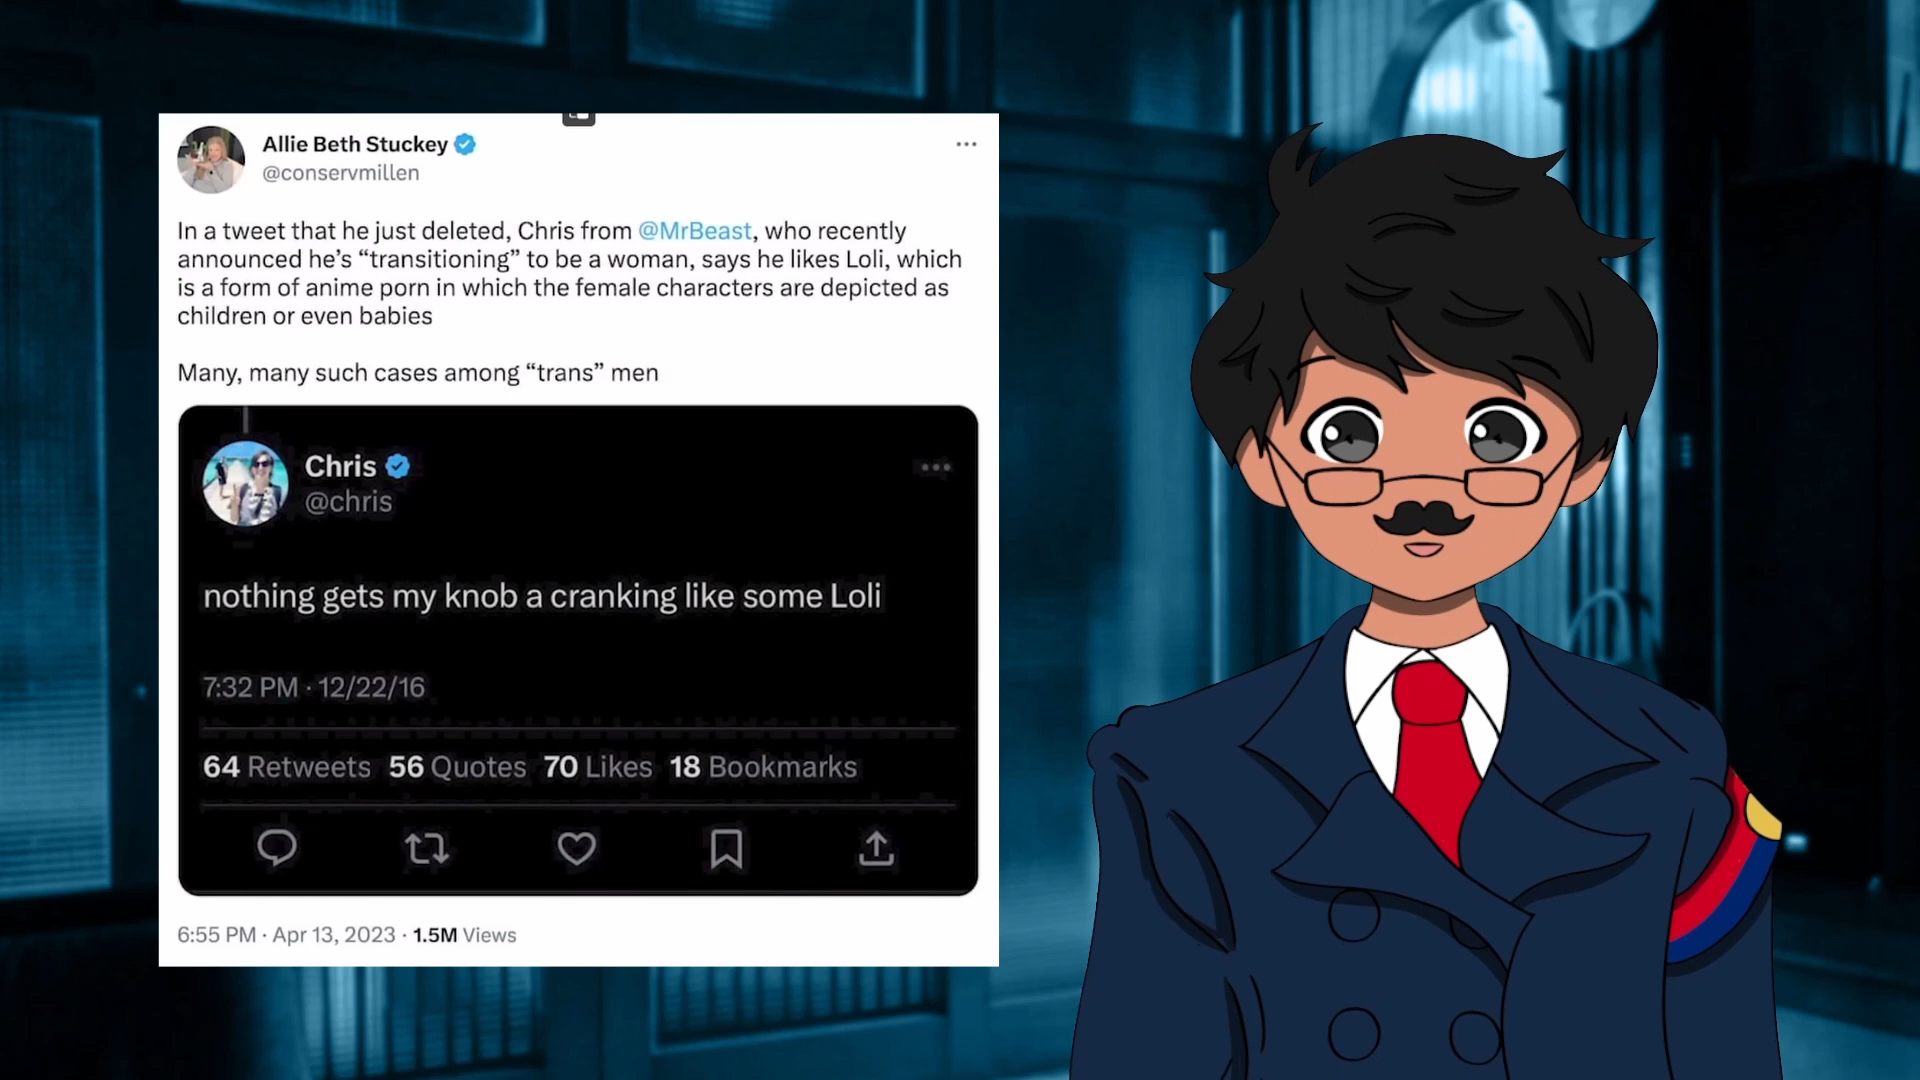 Allie Beth Stuckey
@conservmillen
In a tweet that he just deleted, Chris from @MrBeast, who recently
announced he’s “transitioning” to be a woman, says he likes Loli, which
is a form of anime porn in which the female characters are depicted as
children or even babies
Many, many such cases among “trans” men
Chris
@chris
nothing gets my knob a cranking like some Loli
7:32 PM · 12/22/16
64 Retweets 56 Quotes 70 Likes 18 Bookmarks
6:55 PM · Apr 13, 2023 · 1.5M Views